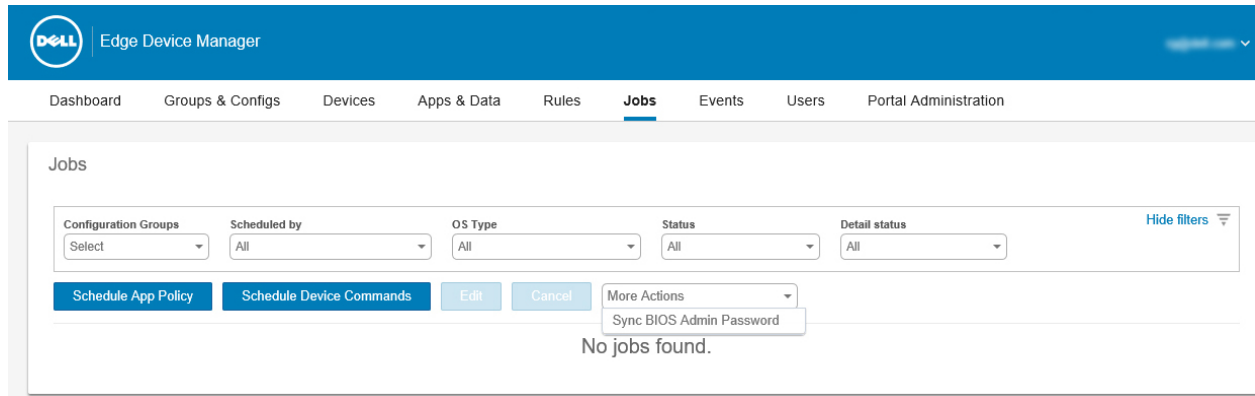 DELL Edge Device Manager
Dashboard Groups & Configs Devices Apps & Data Rules Jobs Events Users Portal Administration
Jobs
Configuration Groups Scheduled by OS Type Status Detail status Hide filters
Select All All All All
Schedule App Policy Schedule Device Commands Edit Cancel More Actions
Sync BIOS Admin Password
No jobs found.